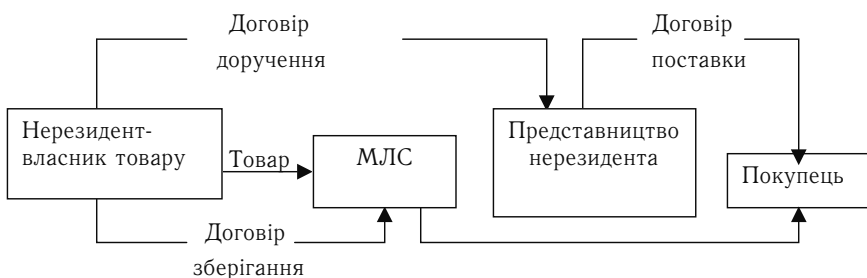 Договір
доручення
Договір
поставки
Нерезидент-
власник товару
Товар
МЛС
Представництво
нерезидента
Покупець
Договір
зберігання